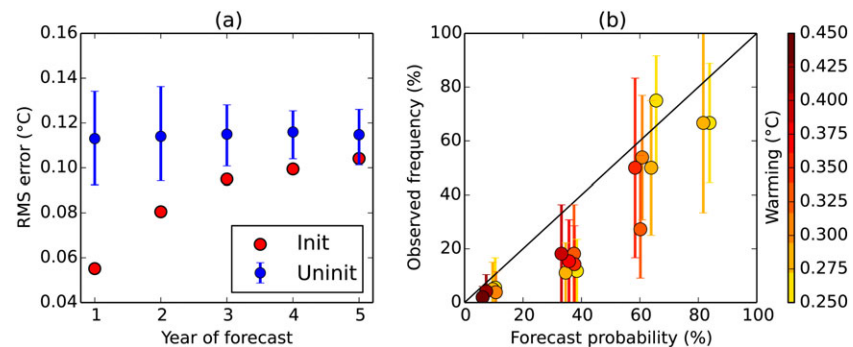 (a)
RMS error (°C)
0.16
0.14
0.12
0.10
0.08
0.06
0.04
1 2 3 4 5
Year of forecast
Init
Uninit
(b)
Observed frequency (%)
100
80
60
40
20
0
0 20 40 60 80 100
Forecast probability (%)
Warming (°C)
0.450
0.425
0.400
0.375
0.350
0.325
0.300
0.275
0.250